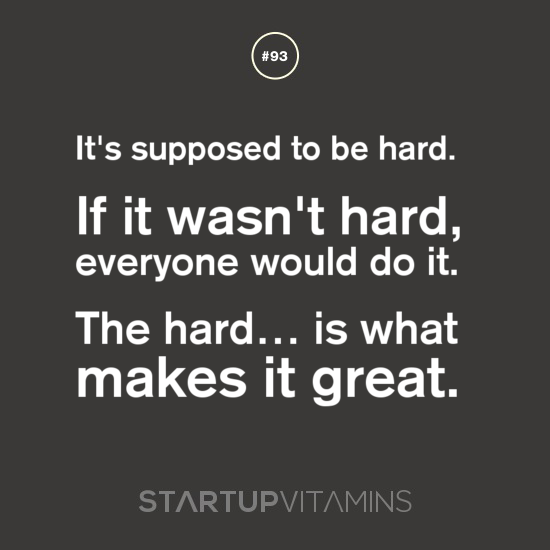 #93
It's supposed to be hard.
If it wasn't hard,
everyone would do it.
The hard... is what
makes it great.
STARTUPVITAMINS